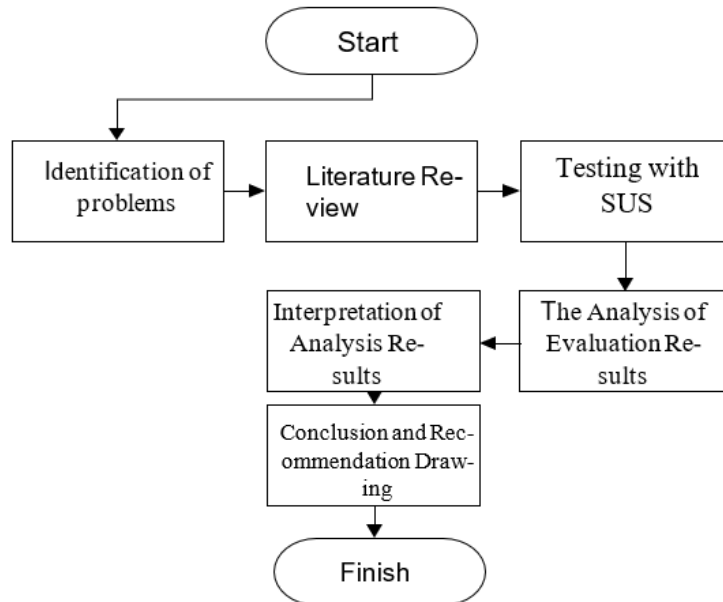 Start
Identification of
problems
Literature Re-
view
Testing with
SUS
The Analysis of
Evaluation Re-
sults
Interpretation of
Analysis Re-
sults
Conclusion and Rec-
ommendation Draw-
ing
Finish